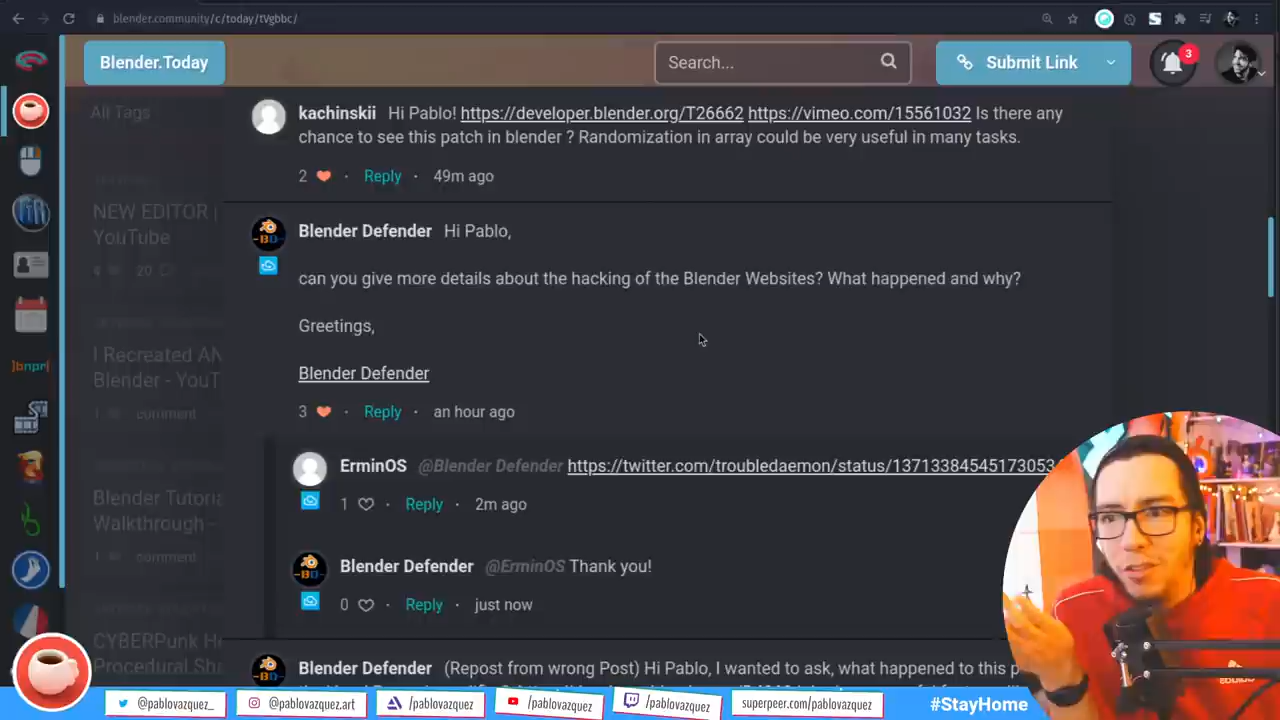 blender.community/c/today/tVgbbc/
Blender.Today
Search...
Submit Link
3
All Tags
kachinskii Hi Pablo! https://developer.blender.org/T26662 https://vimeo.com/15561032 Is there any
chance to see this patch in blender ? Randomization in array could be very useful in many tasks.
2 Reply · 49m ago
NEW EDITOR |
YouTube
20
Blender Defender Hi Pablo,
can you give more details about the hacking of the Blender Websites? What happened and why?
Greetings,
Blender Defender
3 Reply · an hour ago
I Recreated AN
Blender - YouT
comment
bnpr
ErminOS @Blender Defender https://twitter.com/troubledaemon/status/13713384545173053
1 Reply · 2m ago
Blender Tutoria
Walkthrough -
comment
Blender Defender @ErminOS Thank you!
0 Reply · just now
CYBERPunk He
Procedural Sha
Blender Defender (Repost from wrong Post) Hi Pablo, I wanted to ask, what happened to this p
@pablovazquez_
@pablovazquez.art
/pablovazquez
/pablovazquez
/pablovazquez
superpeer.com/pablovazquez
#StayHome